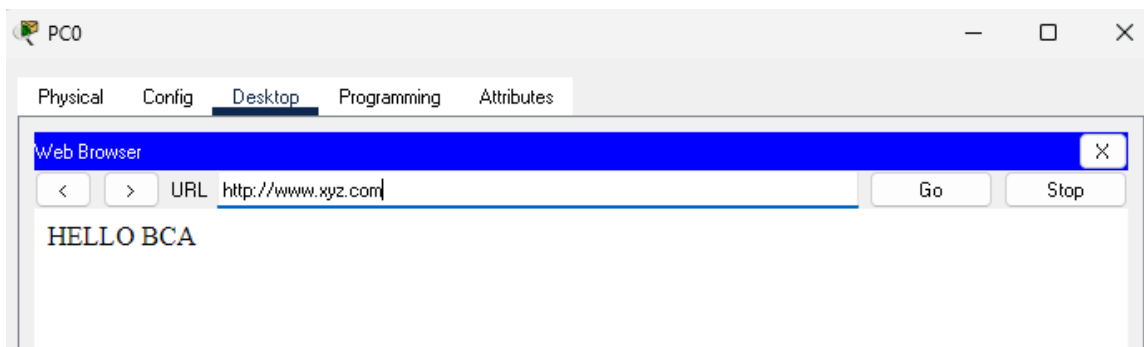 PC0
Physical Config Desktop Programming Attributes
Web Browser X
< > URL http://www.xyz.com Go Stop
HELLO BCA